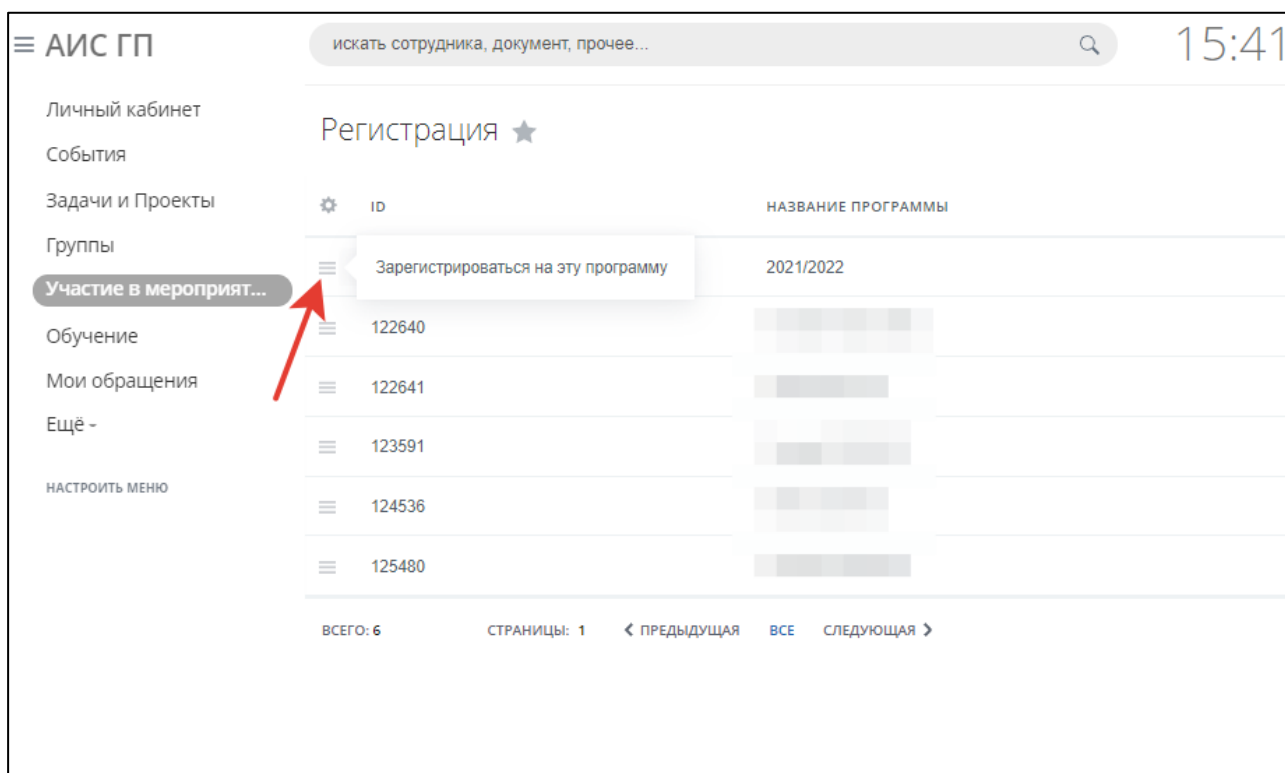 АИС ГП
искать сотрудника, документ, прочее...
15:41
Личный кабинет
События
Задачи и Проекты
Группы
Участие в мероприят...
Обучение
Мои обращения
Ещё -
НАСТРОИТЬ МЕНЮ
Регистрация
ID НАЗВАНИЕ ПРОГРАММЫ
Зарегистрироваться на эту программу 2021/2022
122640
122641
123591
124536
125480
ВСЕГО: 6 СТРАНИЦЫ: 1 ПРЕДЫДУЩАЯ ВСЕ СЛЕДУЮЩАЯ